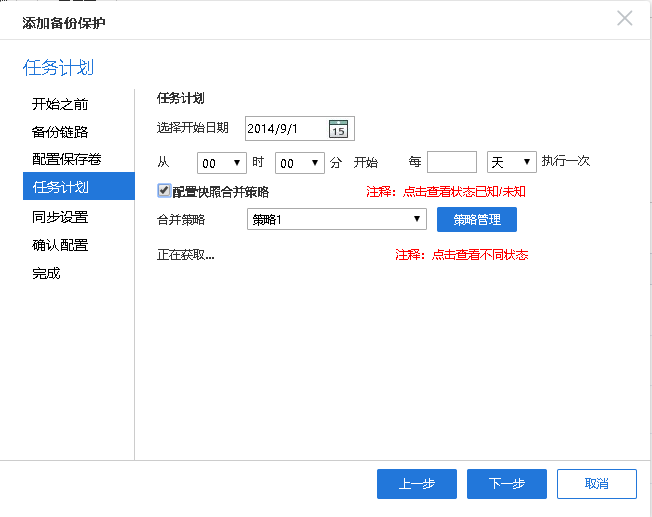 添加备份保护
任务计划
开始之前
备份链路
配置保存卷
任务计划
同步设置
确认配置
完成
任务计划
选择开始日期 2014/9/1 15
从 00 时 00 分 开始 每 天 执行一次
配置快照合并策略 注释：点击查看状态已知/未知
合并策略 策略1 策略管理
正在获取... 注释：点击查看不同状态
上一步 下一步 取消